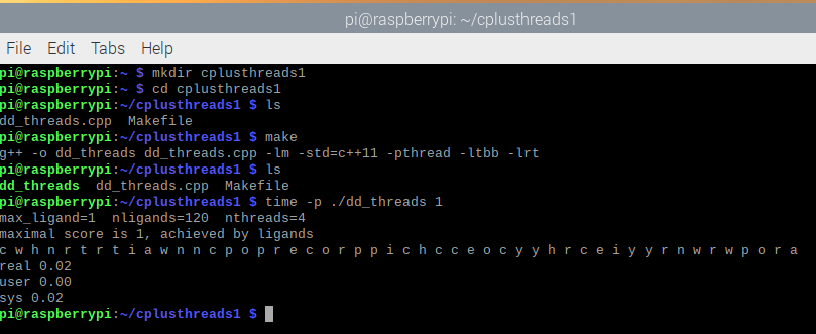 pi@raspberrypi: ~/cplusthreads1
File Edit Tabs Help
pi@raspberrypi:~ $ mkdir cplusthreads1
pi@raspberrypi:~ $ cd cplusthreads1
pi@raspberrypi:~/cplusthreads1 $ ls
dd_threads.cpp  Makefile
pi@raspberrypi:~/cplusthreads1 $ make
g++ -o dd_threads dd_threads.cpp -lm -std=c++11 -pthread -ltbb -lrt
pi@raspberrypi:~/cplusthreads1 $ ls
dd_threads  dd_threads.cpp  Makefile
pi@raspberrypi:~/cplusthreads1 $ time -p ./dd_threads 1
max_ligand=1  nligands=120  nthreads=4
maximal score is 1, achieved by ligands
c w h n r t r t i a w n n c p o p r e c o r p p i c h c c e o c y y h r c e i y y r n w r w p o r a
real 0.02
user 0.00
sys 0.02
pi@raspberrypi:~/cplusthreads1 $